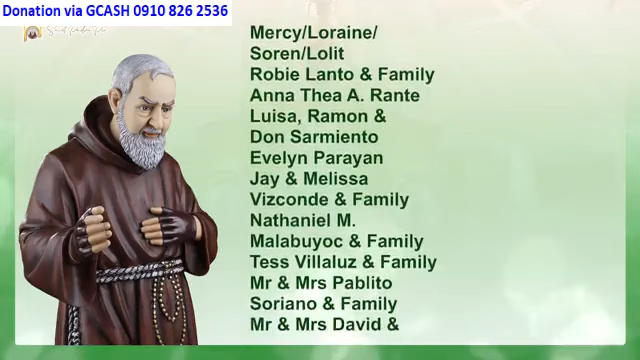 Donation via GCASH 0910 826 2536
Mercy/Loraine/
Soren/Lolit
Robie Lanto & Family
Anna Thea A. Rante
Luisa, Ramon &
Don Sarmiento
Evelyn Parayan
Jay & Melissa
Vizconde & Family
Nathaniel M.
Malabuyoc & Family
Tess Villaluz & Family
Mr & Mrs Pablito
Soriano & Family
Mr & Mrs David &